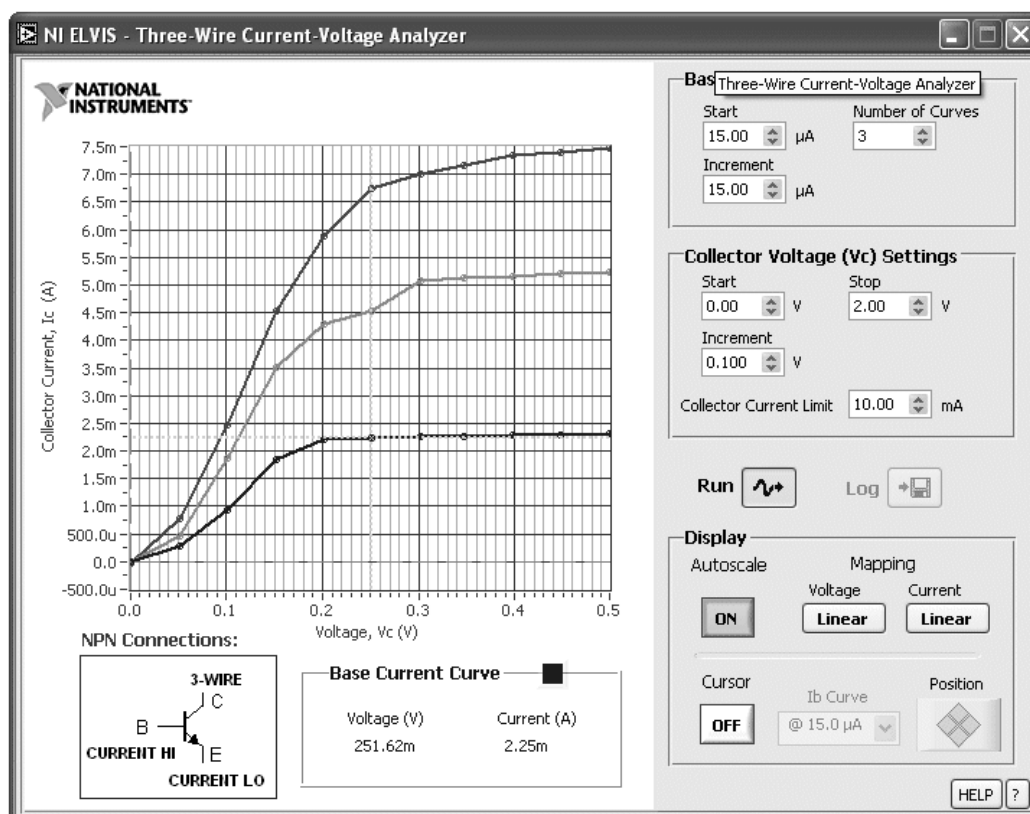 NI ELVIS - Three-Wire Current-Voltage Analyzer
NATIONAL
INSTRUMENTS™
7.5m
7.0m
6.5m
6.0m
5.5m
5.0m
4.5m
4.0m
3.5m
3.0m
2.5m
2.0m
1.5m
1.0m
500.0u
0.0
-500.0u
Collector Current, Ic (A)
0.0 0.1 0.2 0.3 0.4 0.5
Voltage, Vc (V)
NPN Connections:
3-WIRE
C
B
E
CURRENT HI
CURRENT LO
Base Current Curve
Voltage (V) Current (A)
251.62m 2.25m
Bas
Three-Wire Current-Voltage Analyzer
Start Number of Curves
15.00 µA 3
Increment
15.00 µA
Collector Voltage (Vc) Settings
Start Stop
0.00 V 2.00 V
Increment
0.100 V
Collector Current Limit 10.00 mA
Run Log
Display
Autoscale Mapping
Voltage Current
ON Linear Linear
Cursor Ib Curve Position
OFF @ 15.0 µA
HELP ?